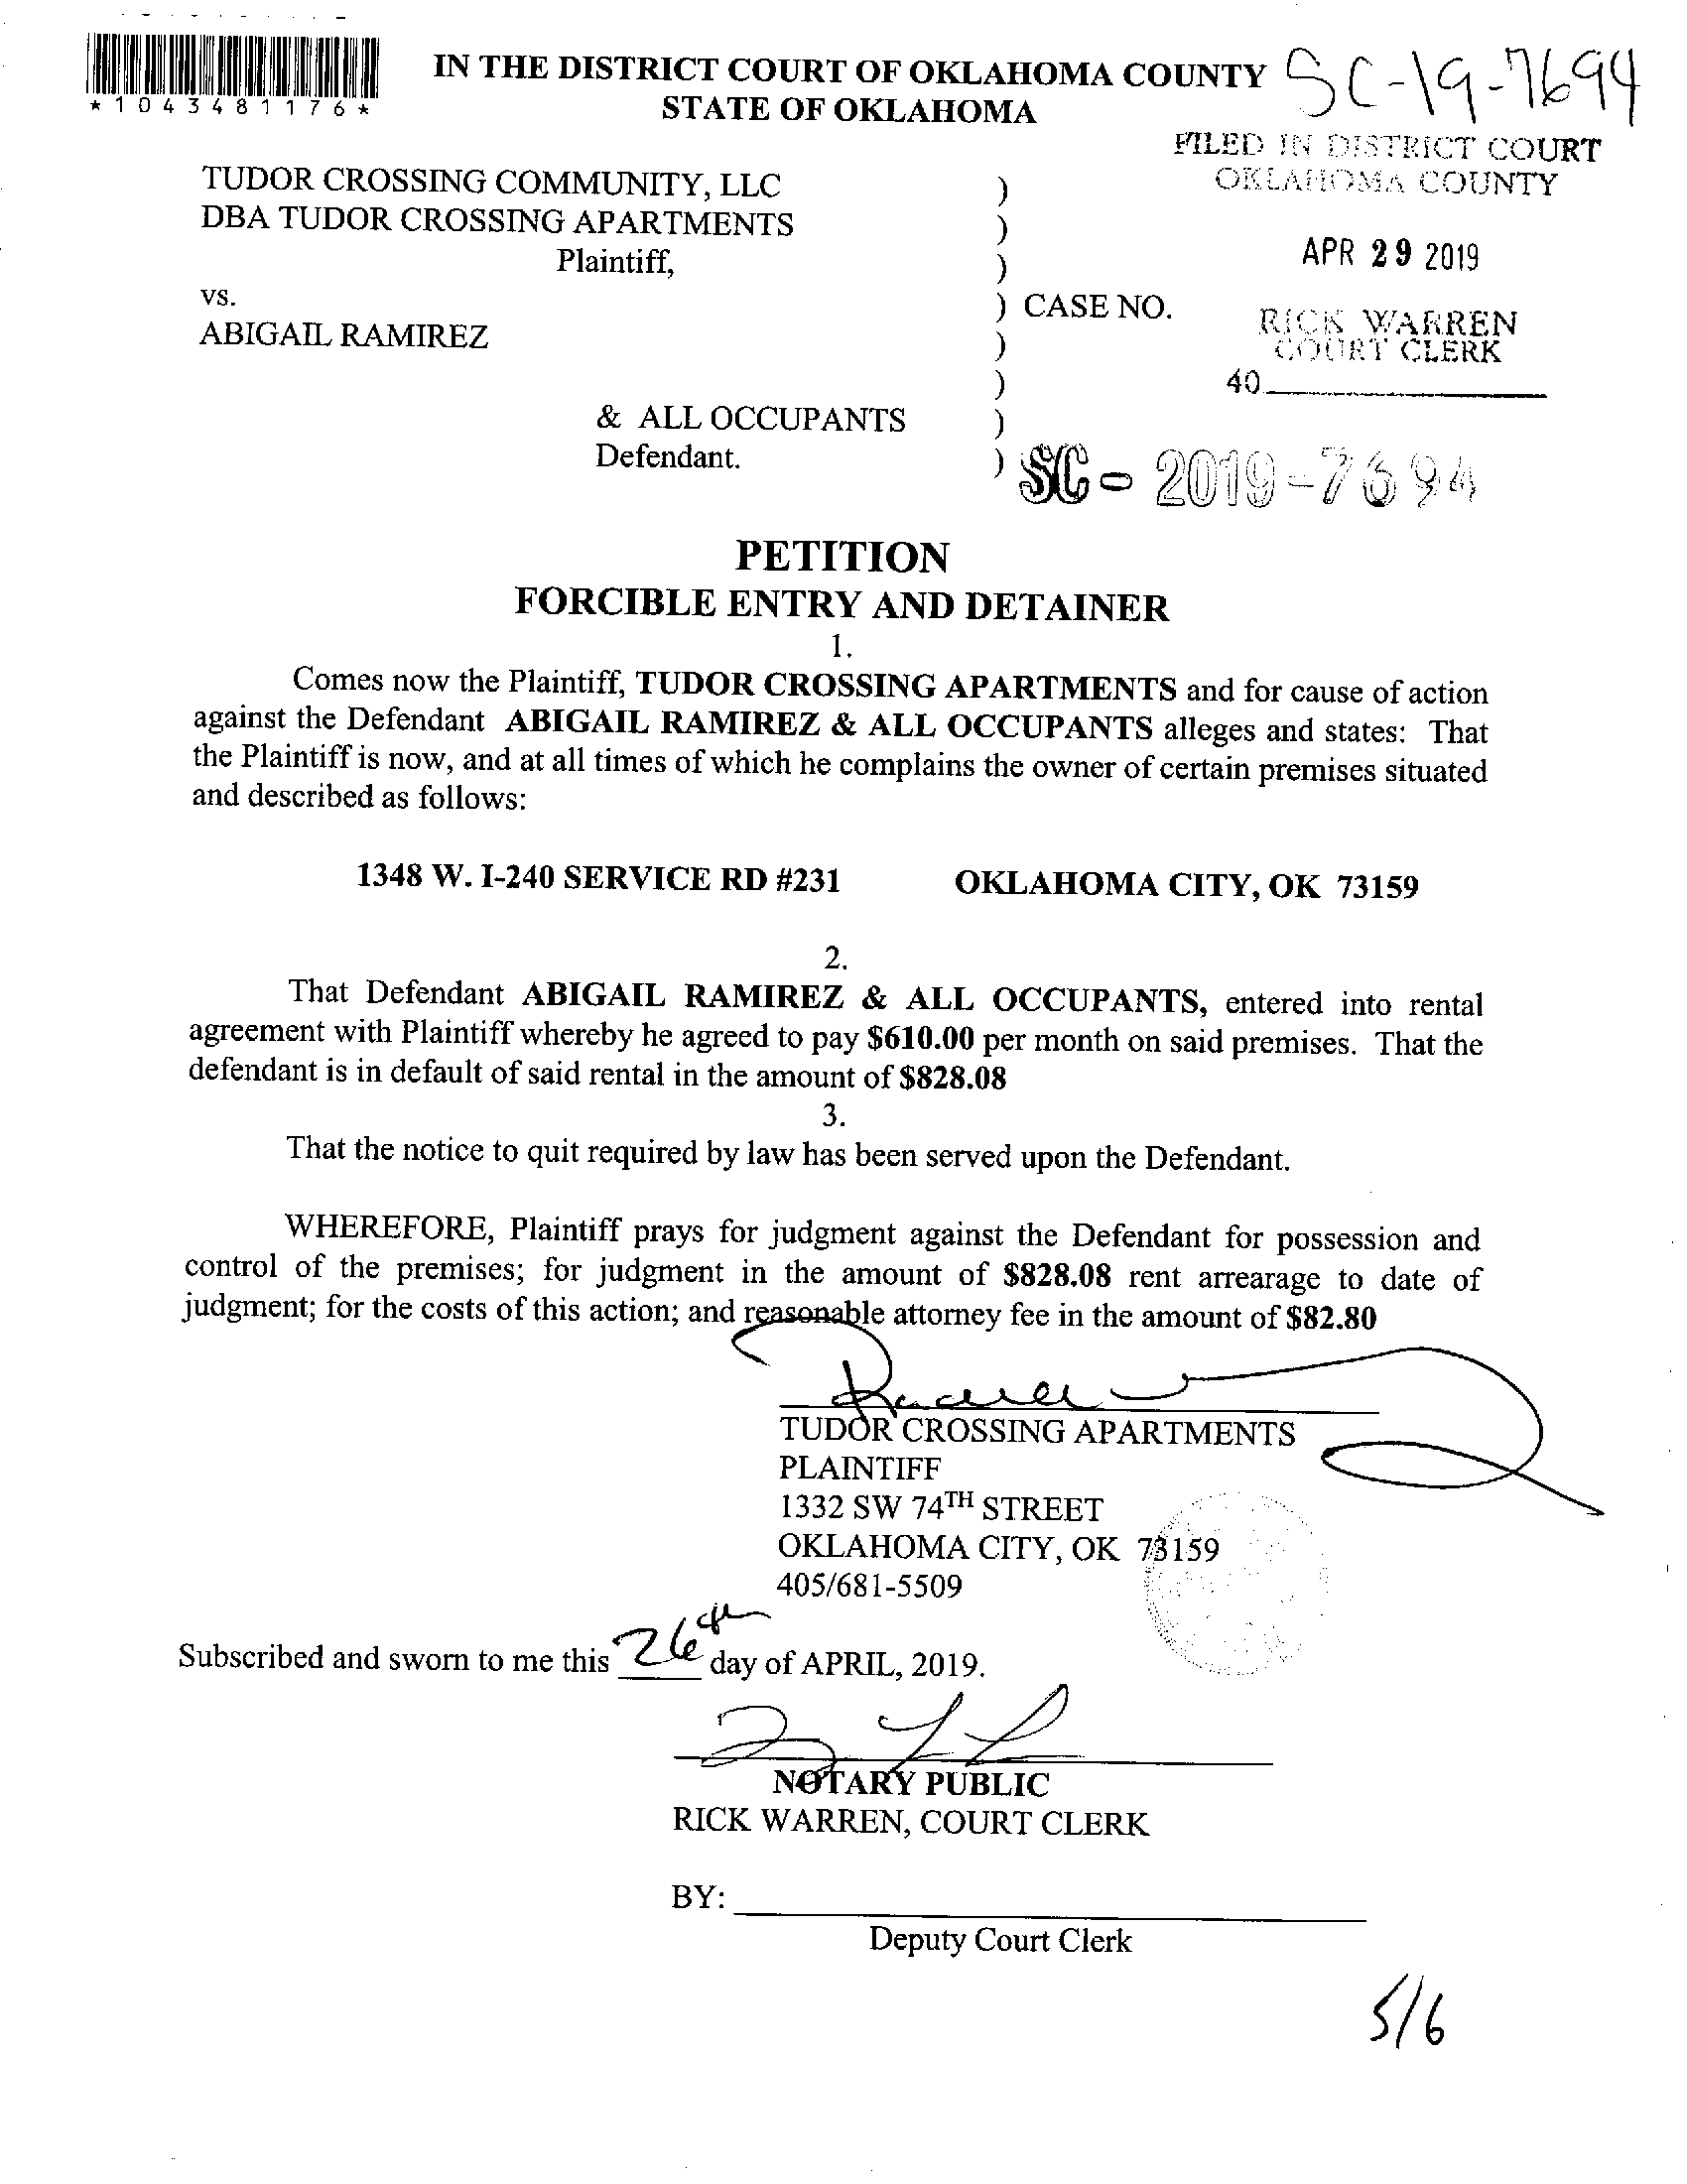 *1043481176*
IN THE DISTRICT COURT OF OKLAHOMA COUNTY SC-19-7694
STATE OF OKLAHOMA
FILED IN DISTRICT COURT
OKLAHOMA COUNTY
TUDOR CROSSING COMMUNITY, LLC )
DBA TUDOR CROSSING APARTMENTS )
Plaintiff, )
APR 29 2019
vs. ) CASE NO.
ABIGAIL RAMIREZ )
RICK WARREN
COURT CLERK
)
40
& ALL OCCUPANTS )
Defendant. ) SC - 2019 - 7694
PETITION
FORCIBLE ENTRY AND DETAINER
1.
Comes now the Plaintiff, TUDOR CROSSING APARTMENTS and for cause of action
against the Defendant ABIGAIL RAMIREZ & ALL OCCUPANTS alleges and states: That
the Plaintiff is now, and at all times of which he complains the owner of certain premises situated
and described as follows:
1348 W. I-240 SERVICE RD #231 OKLAHOMA CITY, OK 73159
2.
That Defendant ABIGAIL RAMIREZ & ALL OCCUPANTS, entered into rental
agreement with Plaintiff whereby he agreed to pay $610.00 per month on said premises. That the
defendant is in default of said rental in the amount of $828.08
3.
That the notice to quit required by law has been served upon the Defendant.
WHEREFORE, Plaintiff prays for judgment against the Defendant for possession and
control of the premises; for judgment in the amount of $828.08 rent arrearage to date of
judgment; for the costs of this action; and reasonable attorney fee in the amount of $82.80
TUDOR CROSSING APARTMENTS
PLAINTIFF
1332 SW 74TH STREET
OKLAHOMA CITY, OK 73159
405/681-5509
Subscribed and sworn to me this 26th day of APRIL, 2019.
NOTARY PUBLIC
RICK WARREN, COURT CLERK
BY:
Deputy Court Clerk
5/6